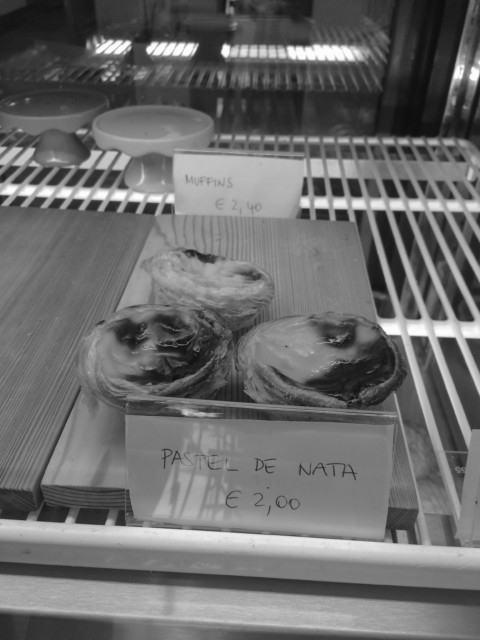 MUFFINS
€ 2,40
PASTEL DE NATA
€ 2,00